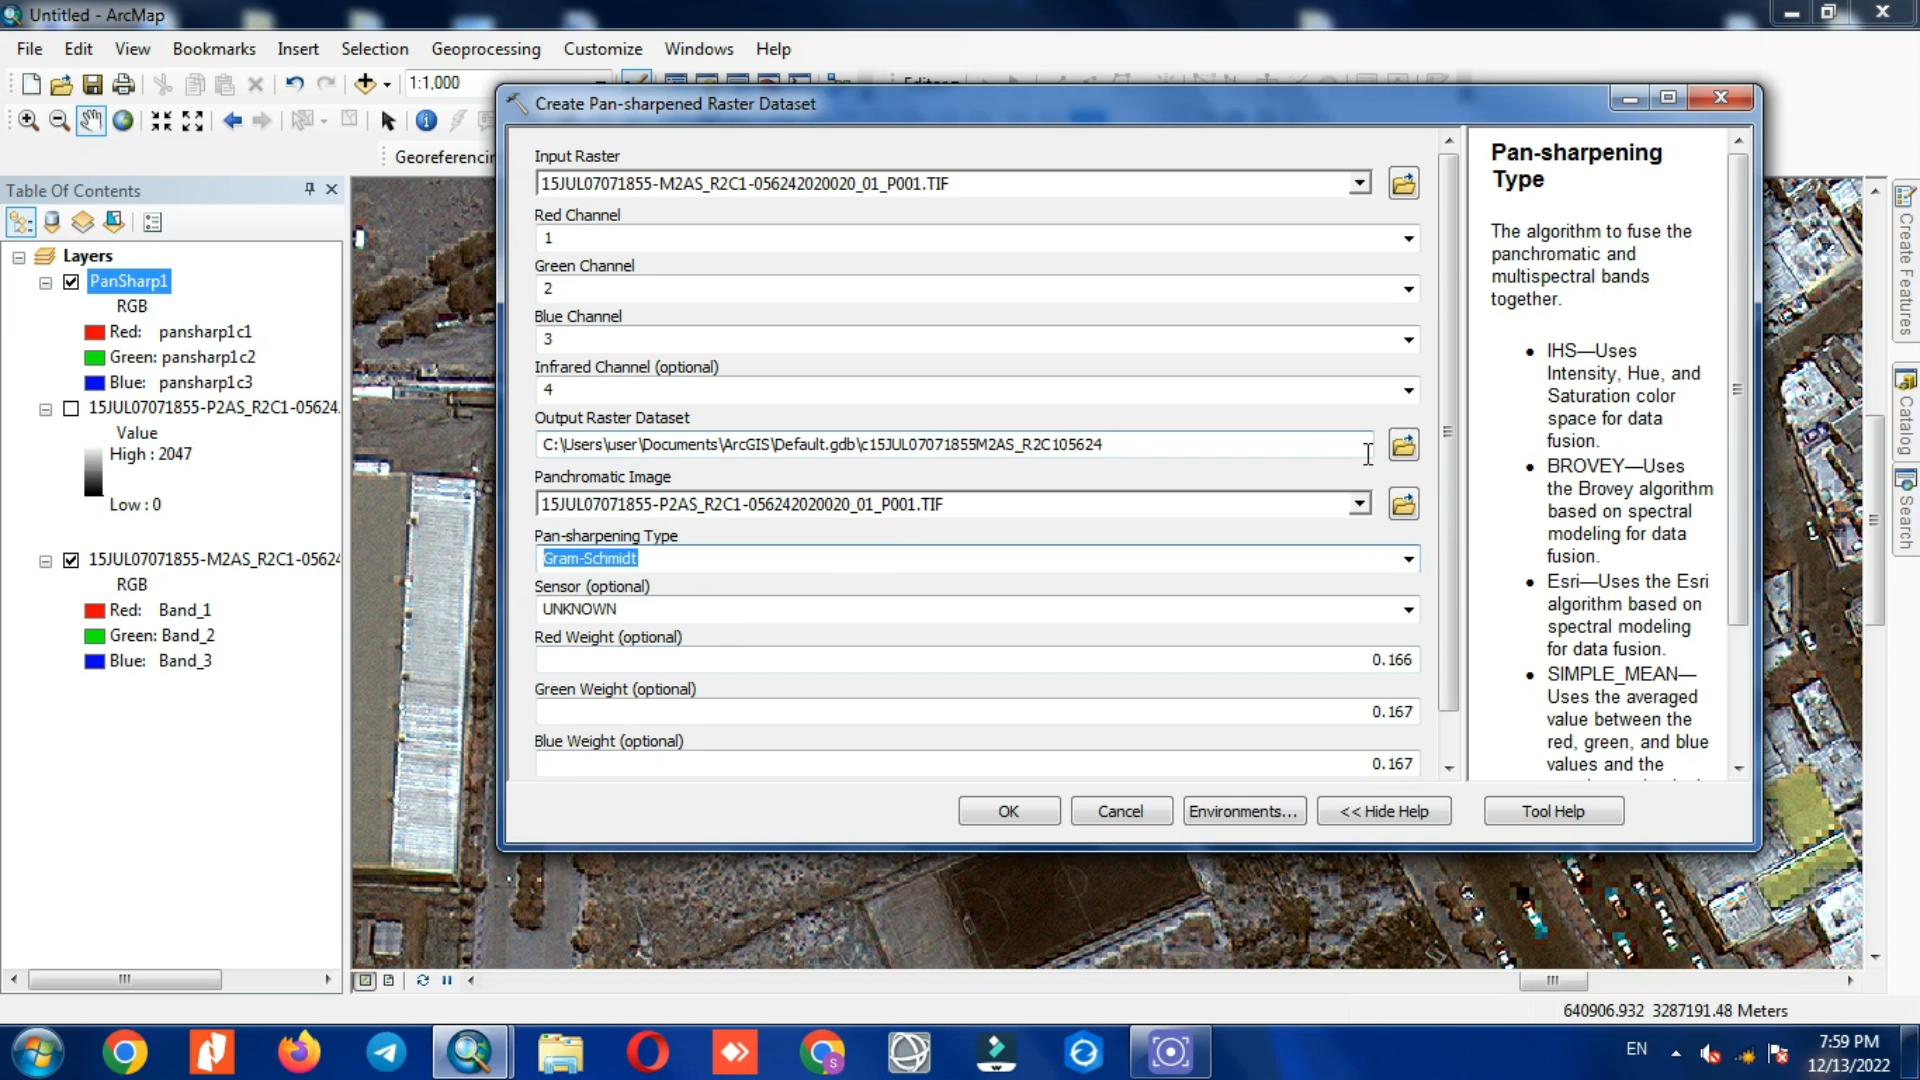 Untitled - ArcMap
File Edit View Bookmarks Insert Selection Geoprocessing Customize Windows Help
1:1,000
Georeferencin
Table Of Contents
Layers
PanSharp1
RGB
Red: pansharp1c1
Green: pansharp1c2
Blue: pansharp1c3
15JUL07071855-P2AS_R2C1-05624
Value
High : 2047
Low : 0
15JUL07071855-M2AS_R2C1-05624
RGB
Red: Band_1
Green: Band_2
Blue: Band_3
Create Pan-sharpened Raster Dataset
Input Raster
15JUL07071855-M2AS_R2C1-056242020020_01_P001.TIF
Red Channel
1
Green Channel
2
Blue Channel
3
Infrared Channel (optional)
4
Output Raster Dataset
C:\Users\user\Documents\ArcGIS\Default.gdb\c15JUL07071855M2AS_R2C105624
Panchromatic Image
15JUL07071855-P2AS_R2C1-056242020020_01_P001.TIF
Pan-sharpening Type
Gram-Schmidt
Sensor (optional)
UNKNOWN
Red Weight (optional)
0.166
Green Weight (optional)
0.167
Blue Weight (optional)
0.167
OK Cancel Environments... << Hide Help Tool Help
Pan-sharpening
Type
The algorithm to fuse the
panchromatic and
multispectral bands
together.
• IHS—Uses
Intensity, Hue, and
Saturation color
space for data
fusion.
• BROVEY—Uses
the Brovey algorithm
based on spectral
modeling for data
fusion.
• Esri—Uses the Esri
algorithm based on
spectral modeling
for data fusion.
• SIMPLE_MEAN—
Uses the averaged
value between the
red, green, and blue
values and the
Create Features
Catalog
Search
640906.932 3287191.48 Meters
EN
7:59 PM
12/13/2022